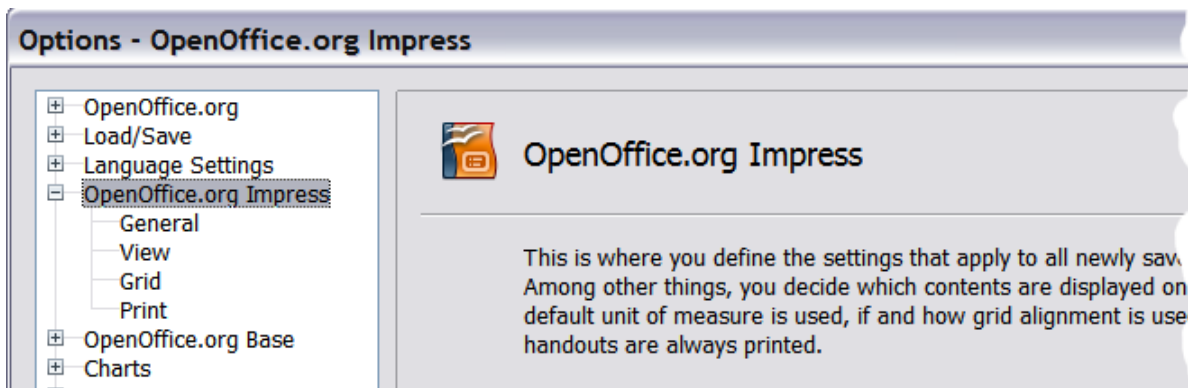 Options - OpenOffice.org Impress
OpenOffice.org
Load/Save
Language Settings
OpenOffice.org Impress
General
View
Grid
Print
OpenOffice.org Base
Charts
OpenOffice.org Impress
This is where you define the settings that apply to all newly
Among other things, you decide which contents are displayed on
default unit of measure is used, if and how grid alignment is
handouts are always printed.